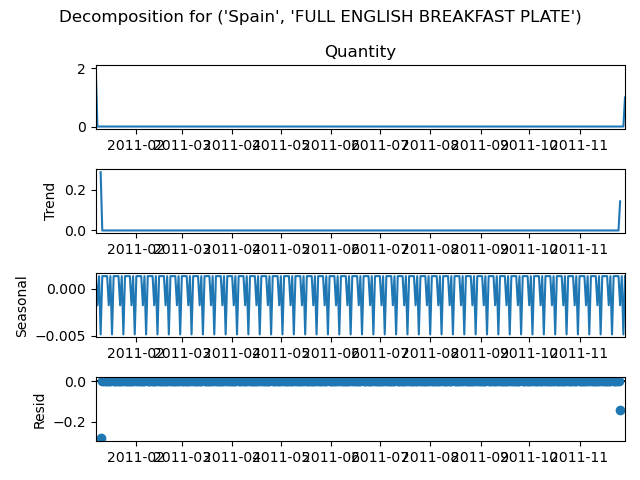 Decomposition for ('Spain', 'FULL ENGLISH BREAKFAST PLATE')
Quantity
2
0
2011-02 2011-03 2011-04 2011-05 2011-06 2011-07 2011-08 2011-09 2011-10 2011-11
Trend
0.2
0.0
2011-02 2011-03 2011-04 2011-05 2011-06 2011-07 2011-08 2011-09 2011-10 2011-11
Seasonal
0.000
−0.005
2011-02 2011-03 2011-04 2011-05 2011-06 2011-07 2011-08 2011-09 2011-10 2011-11
Resid
0.0
−0.2
2011-02 2011-03 2011-04 2011-05 2011-06 2011-07 2011-08 2011-09 2011-10 2011-11